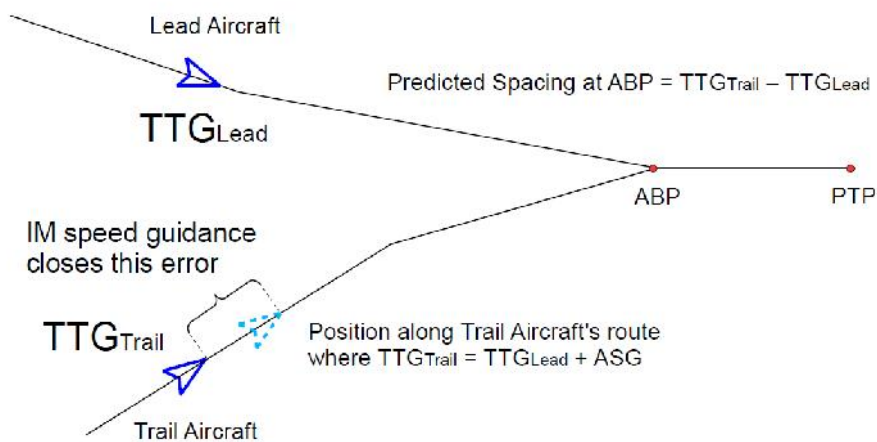 Lead Aircraft
Predicted Spacing at ABP = TTGTrail – TTGLead
TTGLead
ABP
PTP
IM speed guidance
closes this error
TTGTrail
Position along Trail Aircraft's route
where TTGTrail = TTGLead + ASG
Trail Aircraft